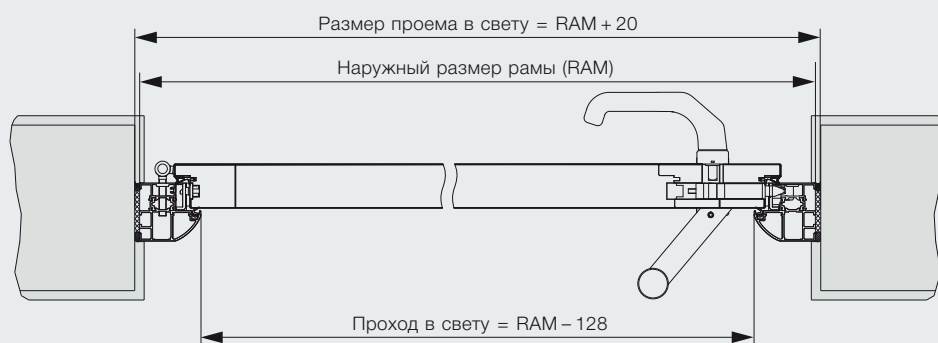 Размер проема в свету = RAM + 20
Наружный размер рамы (RAM)
Проход в свету = RAM – 128